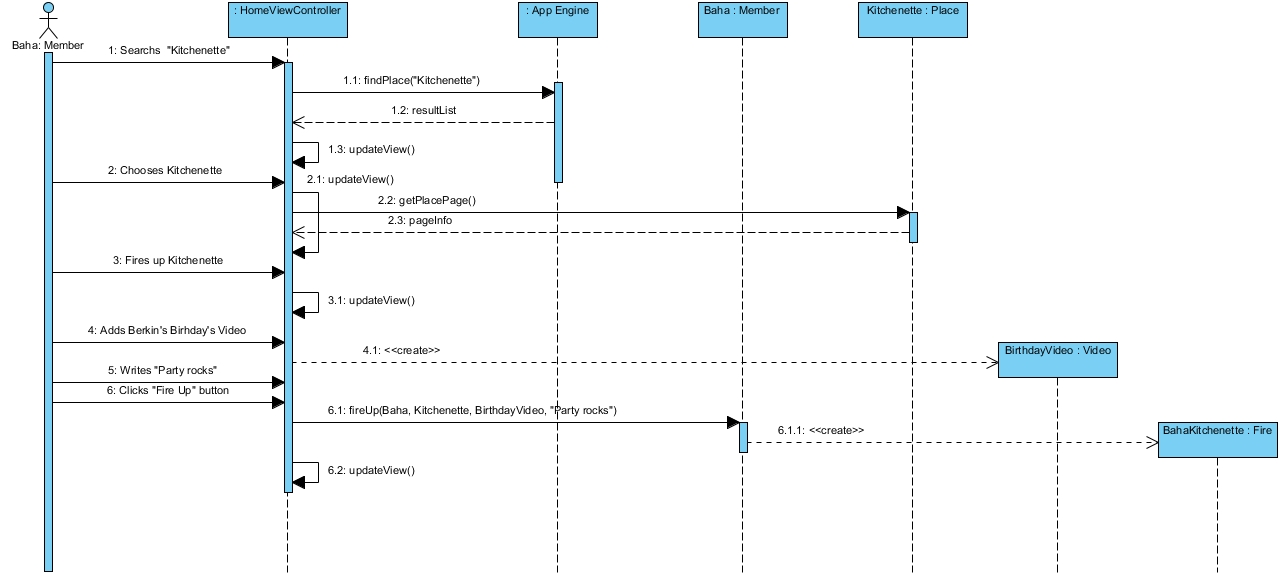 : HomeViewController
: App Engine
Baha : Member
Kitchenette : Place
Baha: Member
1: Searchs "Kitchenette"
1.1: findPlace("Kitchenette")
1.2: resultList
1.3: updateView()
2: Chooses Kitchenette
2.1: updateView()
2.2: getPlacePage()
2.3: pageInfo
3: Fires up Kitchenette
3.1: updateView()
4: Adds Berkin's Birhday's Video
4.1: <<create>>
BirthdayVideo : Video
5: Writes "Party rocks"
6: Clicks "Fire Up" button
6.1: fireUp(Baha, Kitchenette, BirthdayVideo, "Party rocks")
6.1.1: <<create>>
BahaKitchenette : Fire
6.2: updateView()